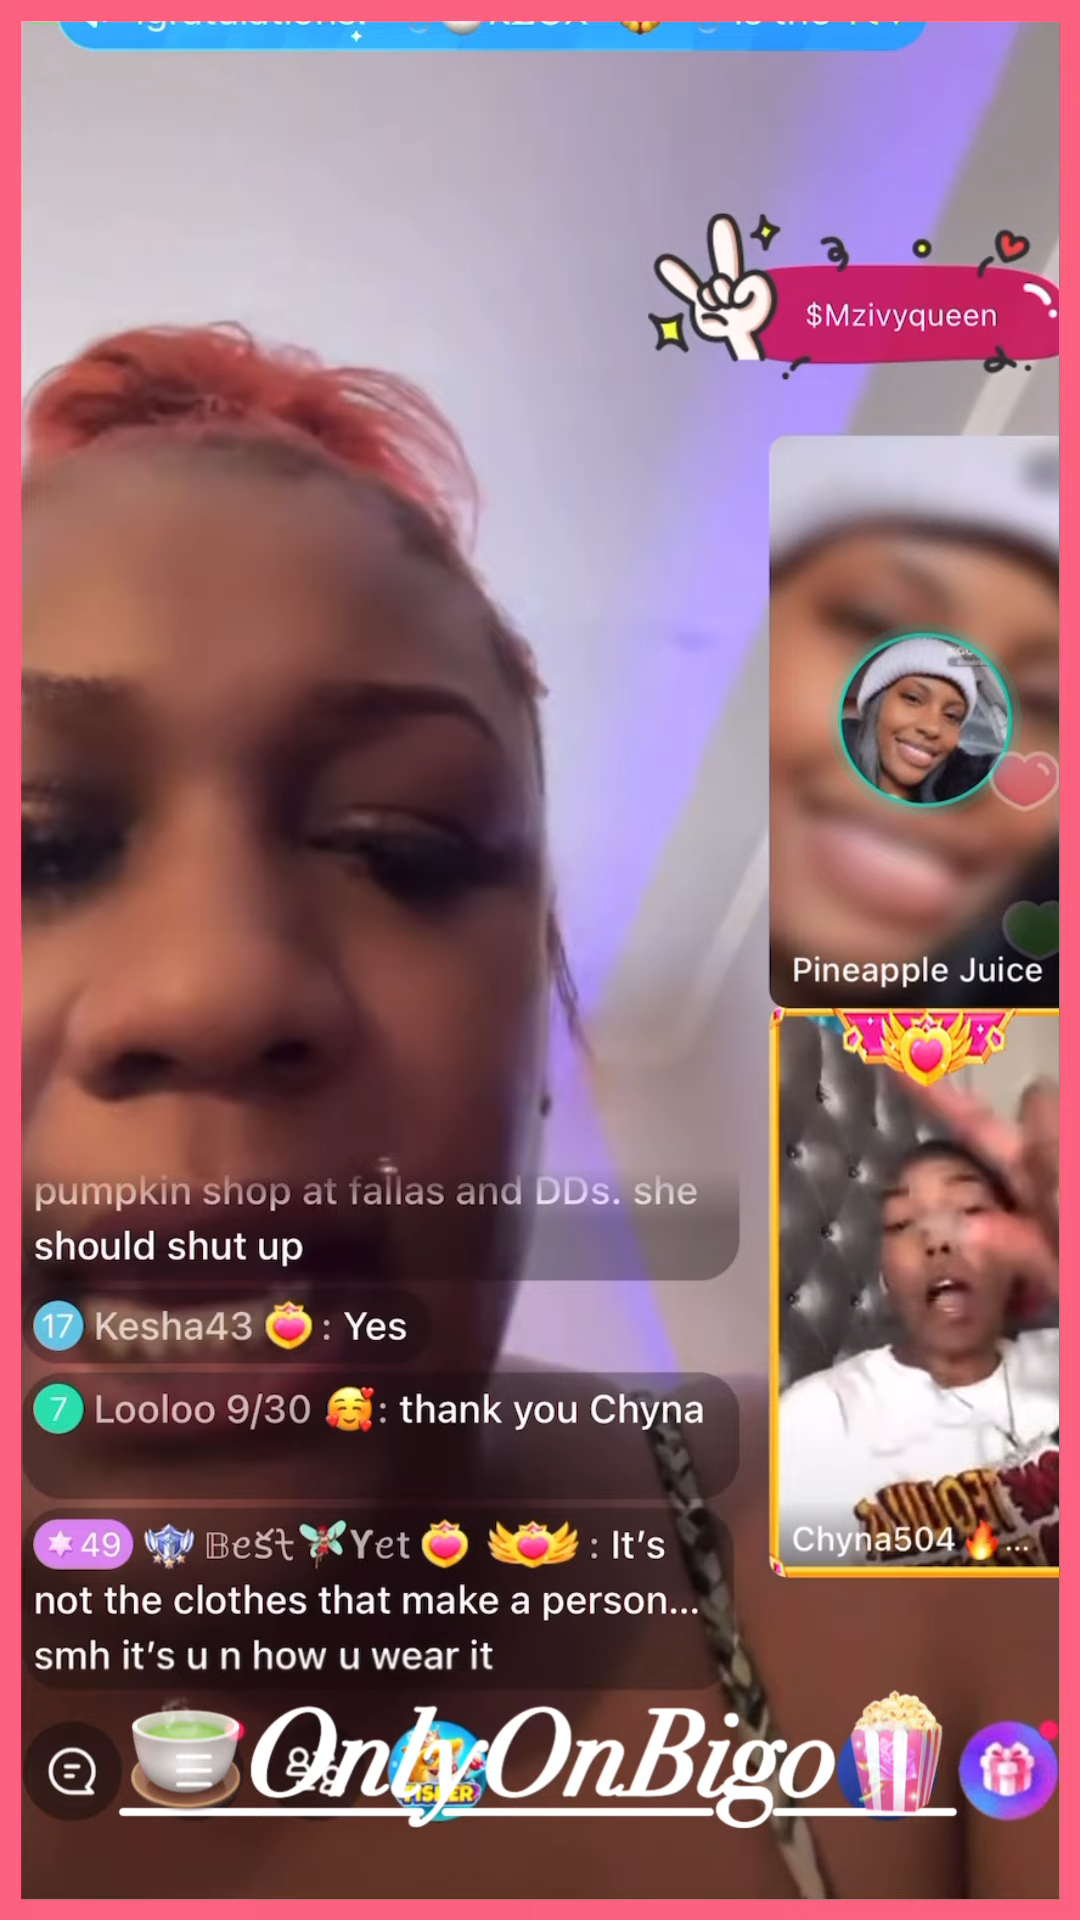 $Mzivyqueen
Pineapple Juice
pumpkin shop at fallas and DDs. she
should shut up
17 Kesha43 : Yes
7 Looloo 9/30 🥰: thank you Chyna
49 𝔹𝕖š𝕥 Yet : It’s
not the clothes that make a person...
smh it’s u n how u wear it
Chyna504 🔥...
OnlyOnBigo
FISHER